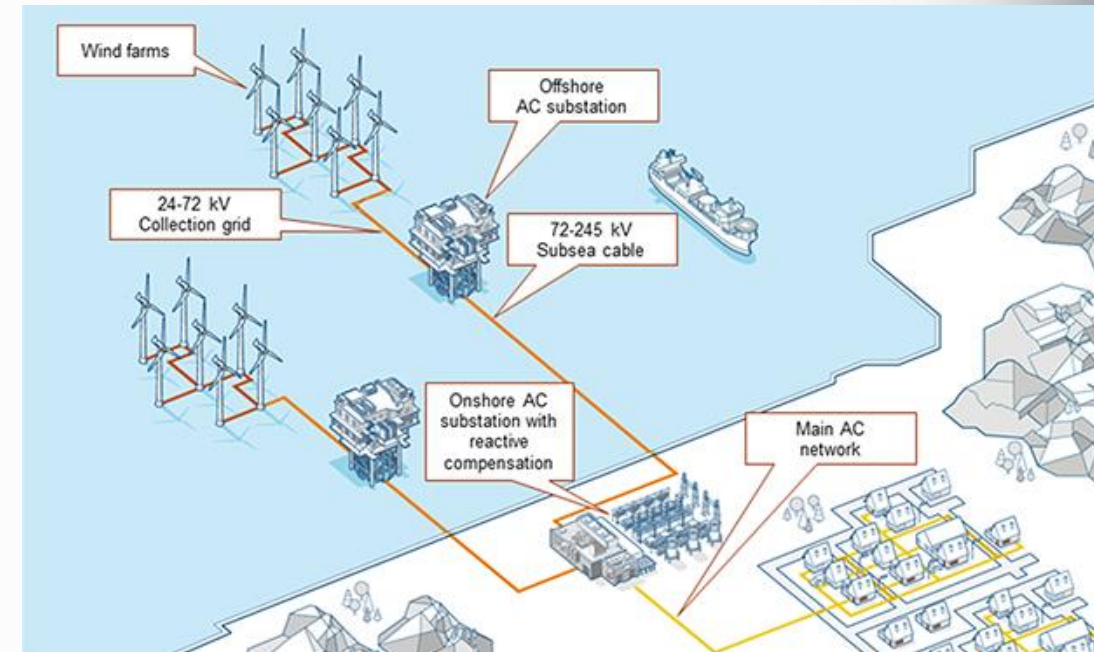 Wind farms
Offshore
AC substation
24-72 kV
Collection grid
72-245 kV
Subsea cable
Onshore AC
substation with
reactive
compensation
Main AC
network